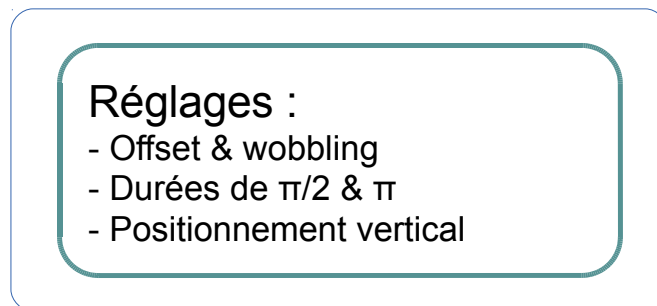 Réglages :
- Offset & wobbling
- Durées de π/2 & π
- Positionnement vertical